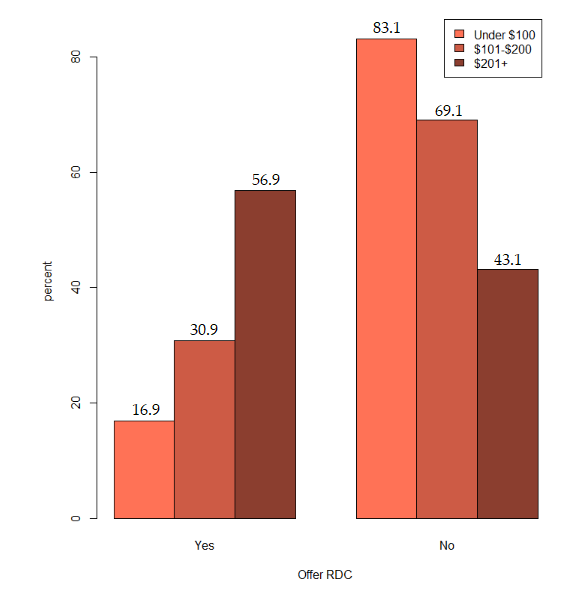 83.1
Under $100
$101-$200
$201+
80
69.1
60
56.9
percent
43.1
40
30.9
20
16.9
0
Yes
No
Offer RDC